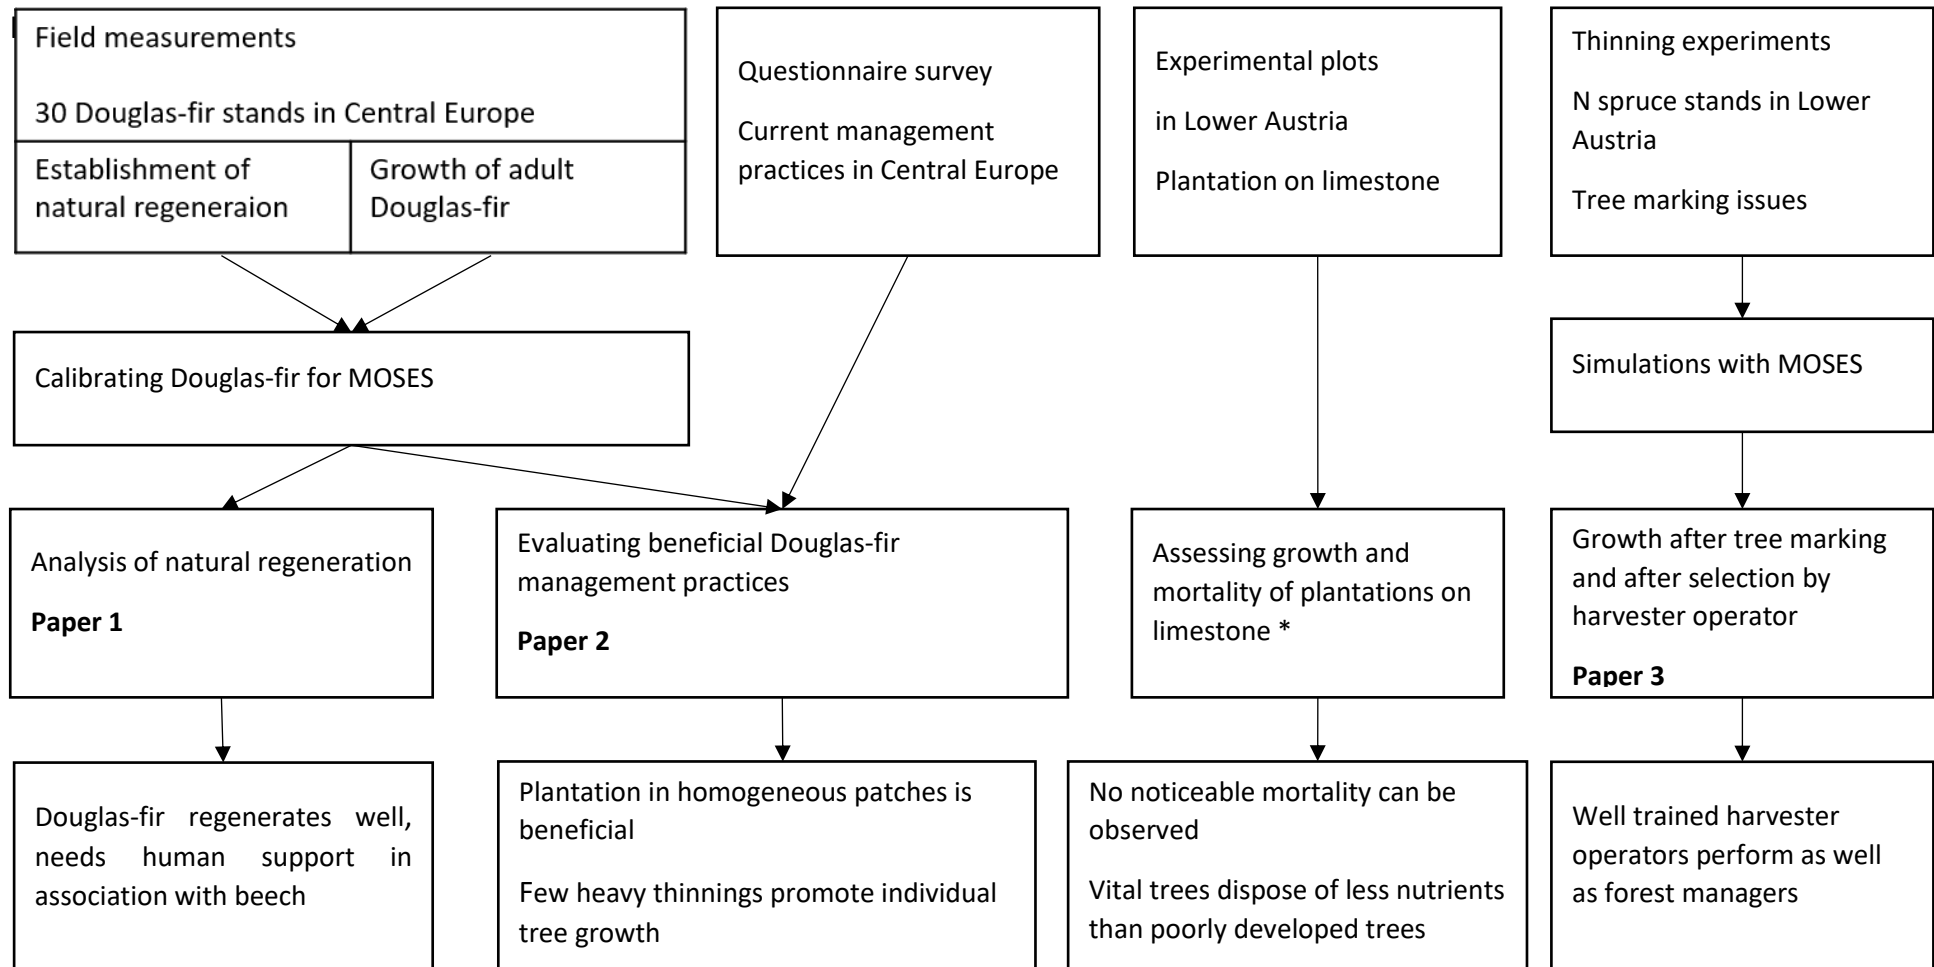 Field measurements
30 Douglas-fir stands in Central Europe
Establishment of
natural regeneraion
Growth of adult
Douglas-fir
Questionnaire survey
Current management
practices in Central Europe
Experimental plots
in Lower Austria
Plantation on limestone
Thinning experiments
N spruce stands in Lower
Austria
Tree marking issues
Calibrating Douglas-fir for MOSES
Simulations with MOSES
Analysis of natural regeneration
Paper 1
Evaluating beneficial Douglas-fir
management practices
Paper 2
Assessing growth and
mortality of plantations on
limestone *
Growth after tree marking
and after selection by
harvester operator
Paper 3
Douglas-fir regenerates well,
needs human support in
association with beech
Plantation in homogeneous patches is
beneficial
Few heavy thinnings promote individual
tree growth
No noticeable mortality can be
observed
Vital trees dispose of less nutrients
than poorly developed trees
Well trained harvester
operators perform as well
as forest managers